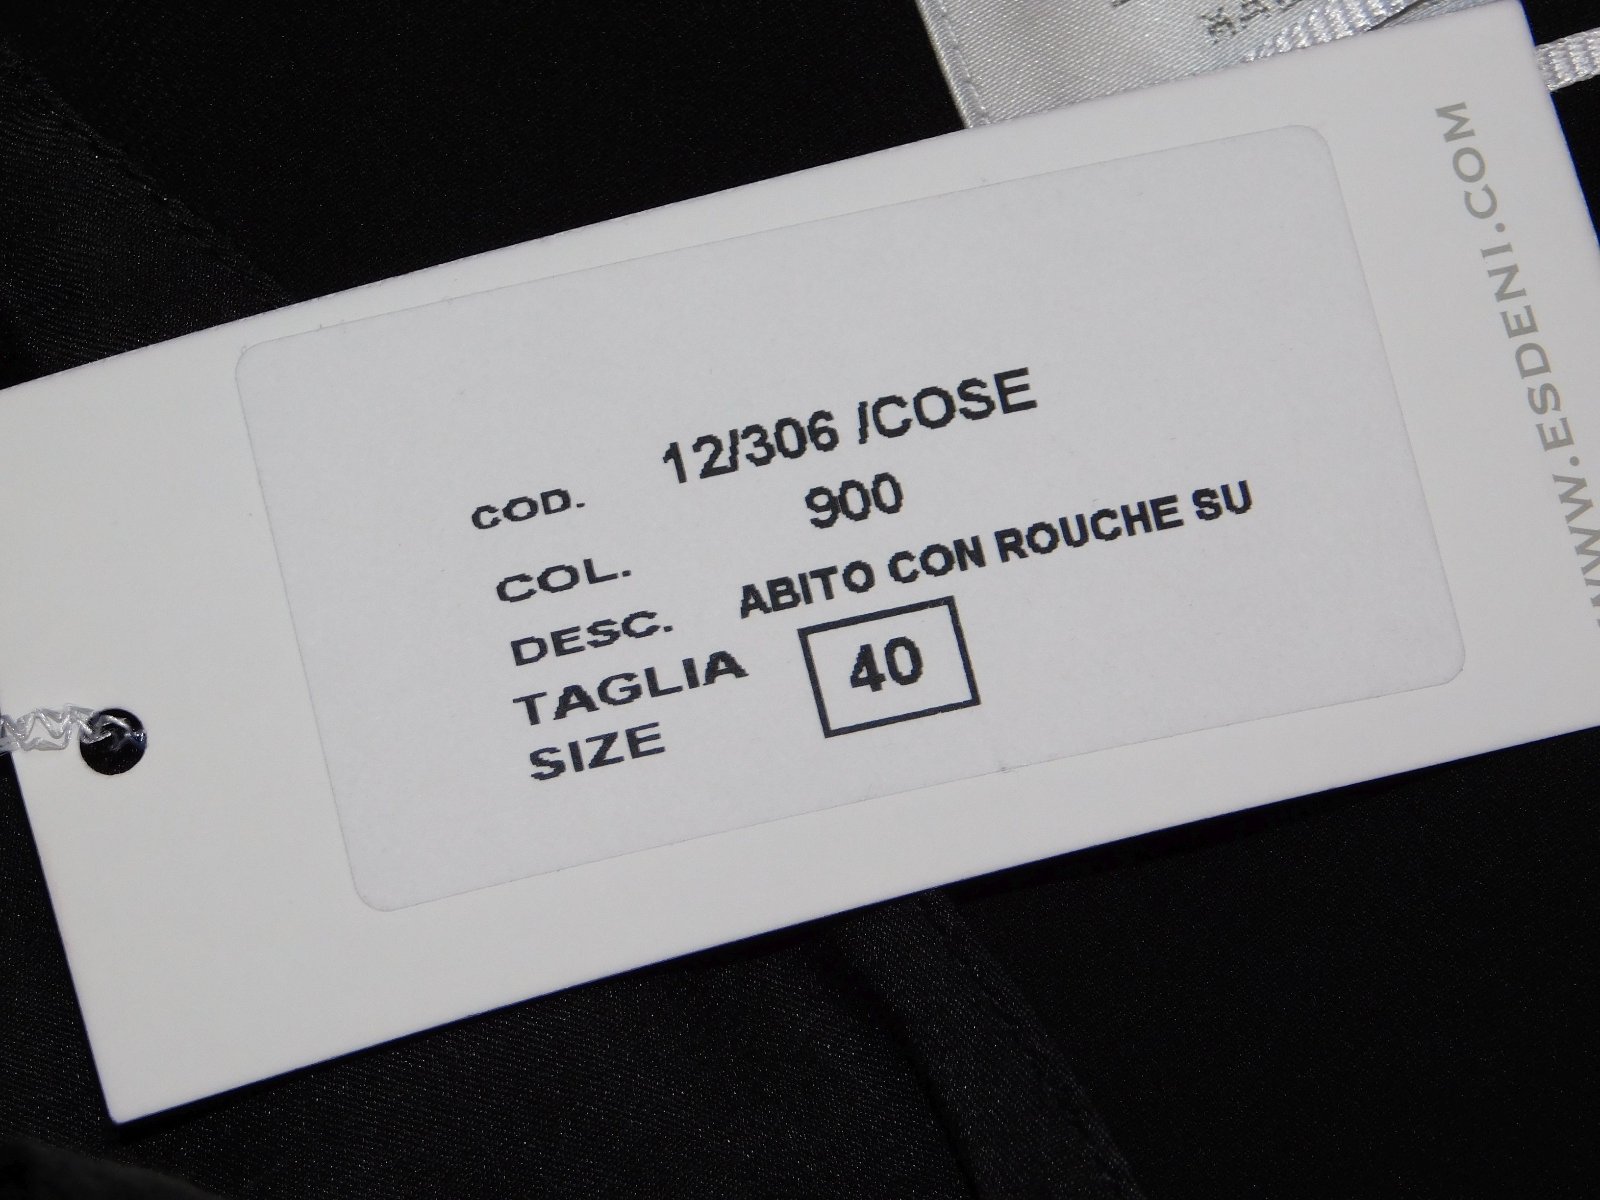 COD. 12/306 /COSE
COL. 900
DESC. ABITO CON ROUCHE SU
TAGLIA 40
SIZE
WWW.ESDENI.COM